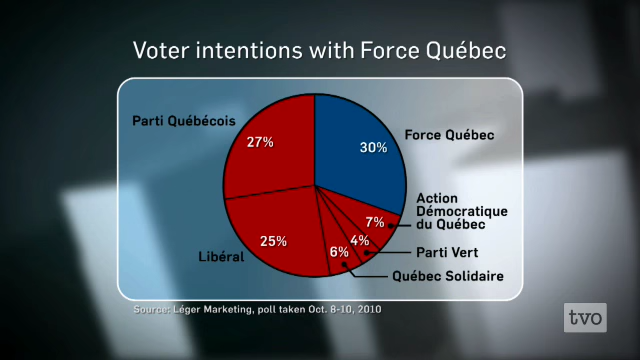 Voter intentions with Force Québec
Parti Québécois
27%
30%
Force Québec
Action
Démocratique
du Québec
7%
4%
Parti Vert
6%
Québec Solidaire
25%
Libéral
Source: Léger Marketing, poll taken Oct. 8-10, 2010
tvo